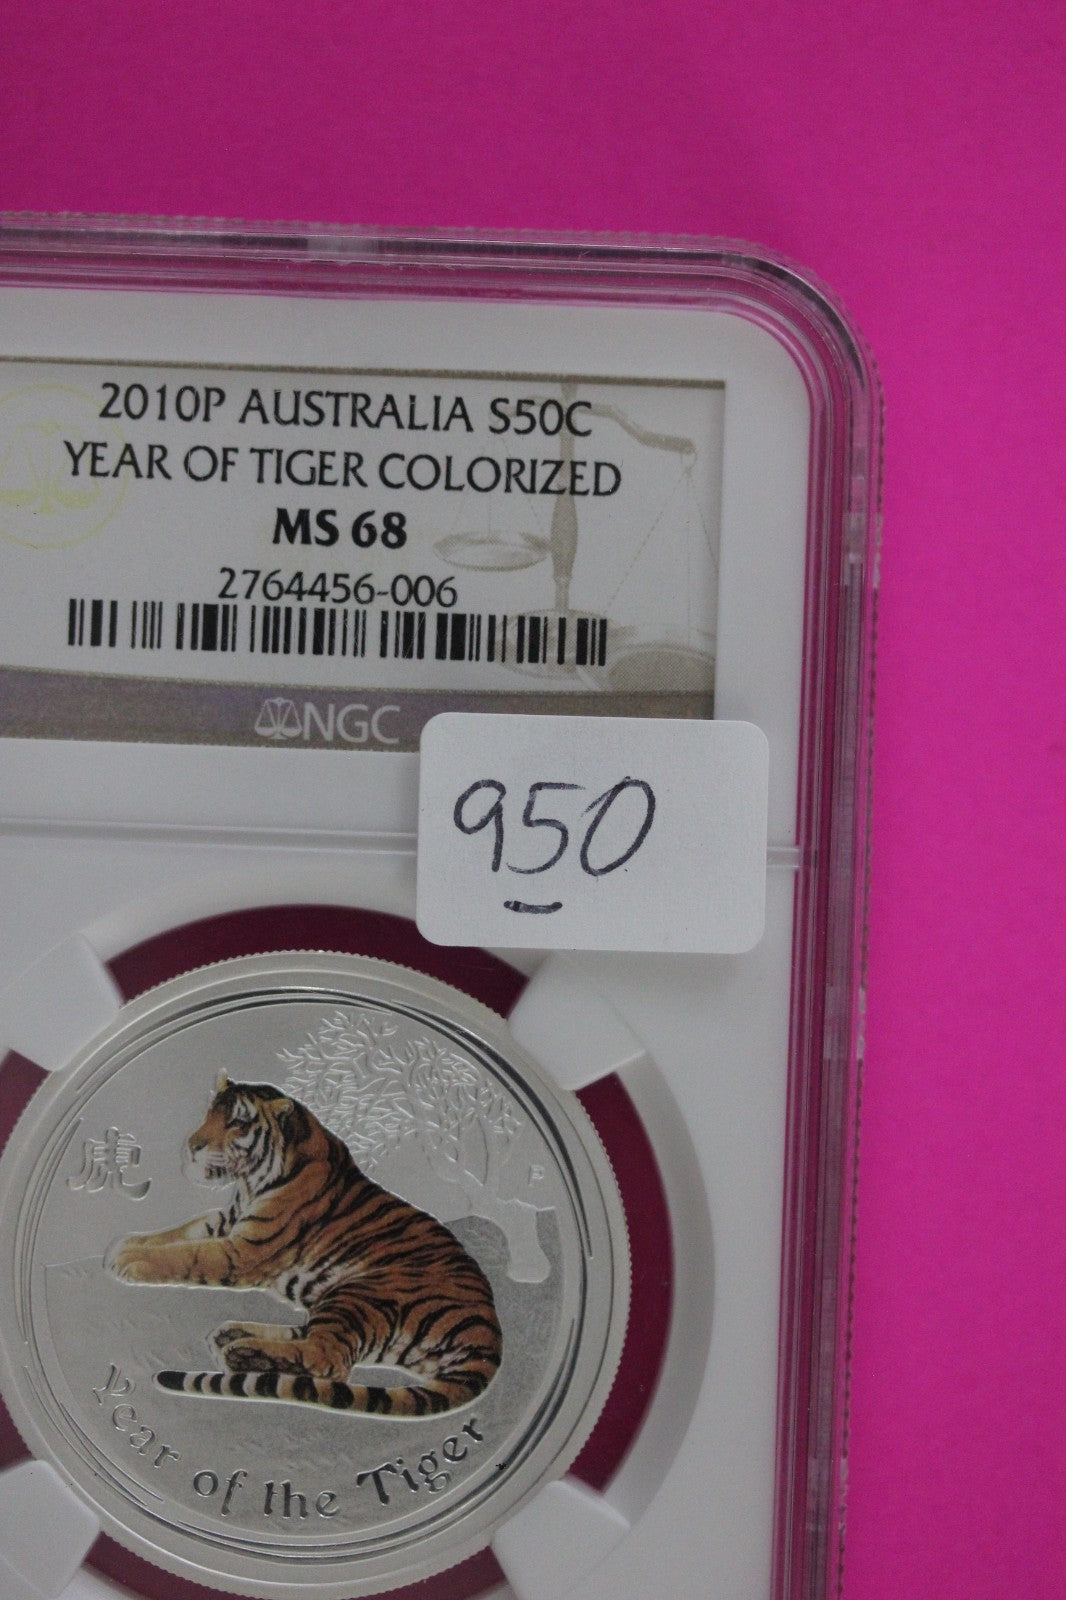 2010P AUSTRALIA S50C
YEAR OF TIGER COLORIZED
MS 68
2764456-006
NGC
950
虎
P
Year of the Tiger